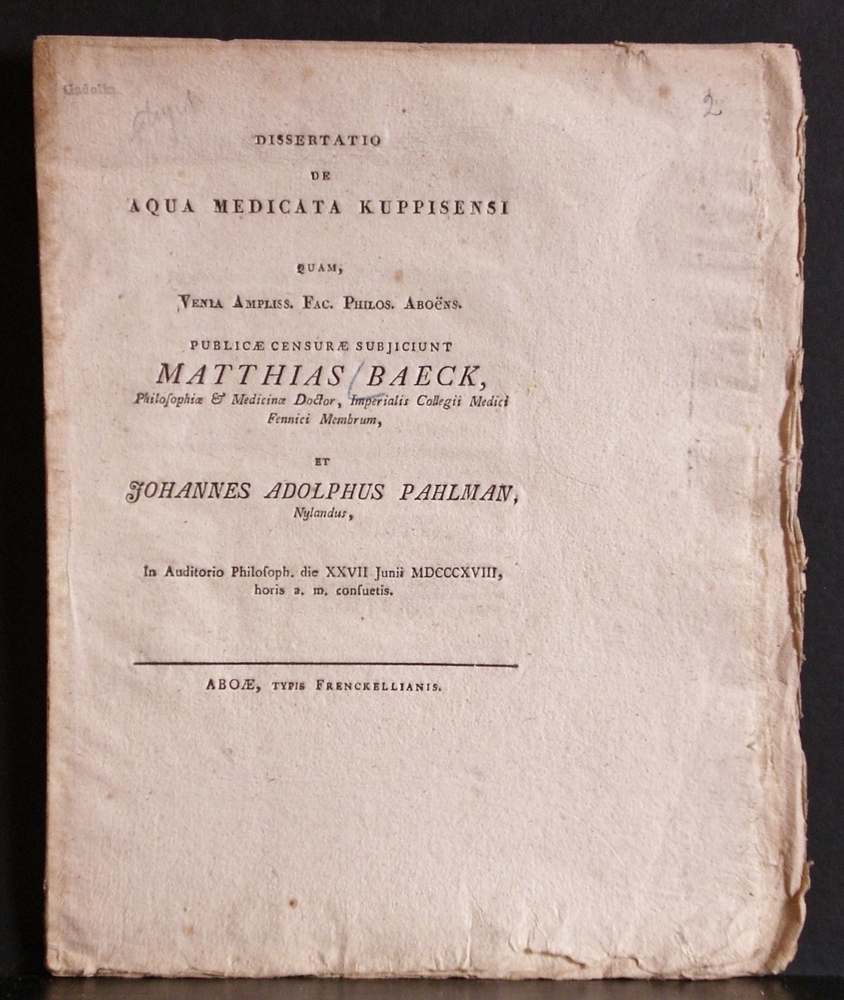 2
DISSERTATIO
DE
AQUA MEDICATA KUPPISENSI
QUAM,
VENIA AMPLISS. FAC. PHILOS. ABOËNS.
PUBLICÆ CENSURÆ SUBJICIUNT
MATTHIAS BAECK,
Philoſophiæ & Medicinæ Doctor, Imperialis Collegii Medici
Fennici Membrum,
ET
JOHANNES ADOLPHUS PAHLMAN,
Nylandus,
In Auditorio Philoſoph. die XXVII Junii MDCCCXVIII,
horis a. m. conſuetis.
ABOÆ, TYPIS FRENCKELLIANIS.